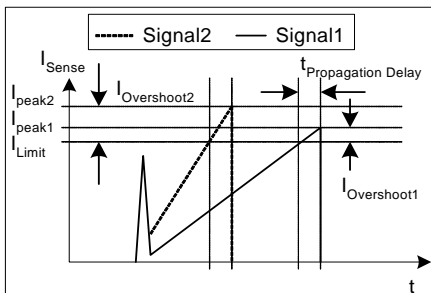 Signal2 Signal1
I_Sense
t_Propagation Delay
I_peak2
I_Overshoot2
I_peak1
I_Limit
I_Overshoot1
t